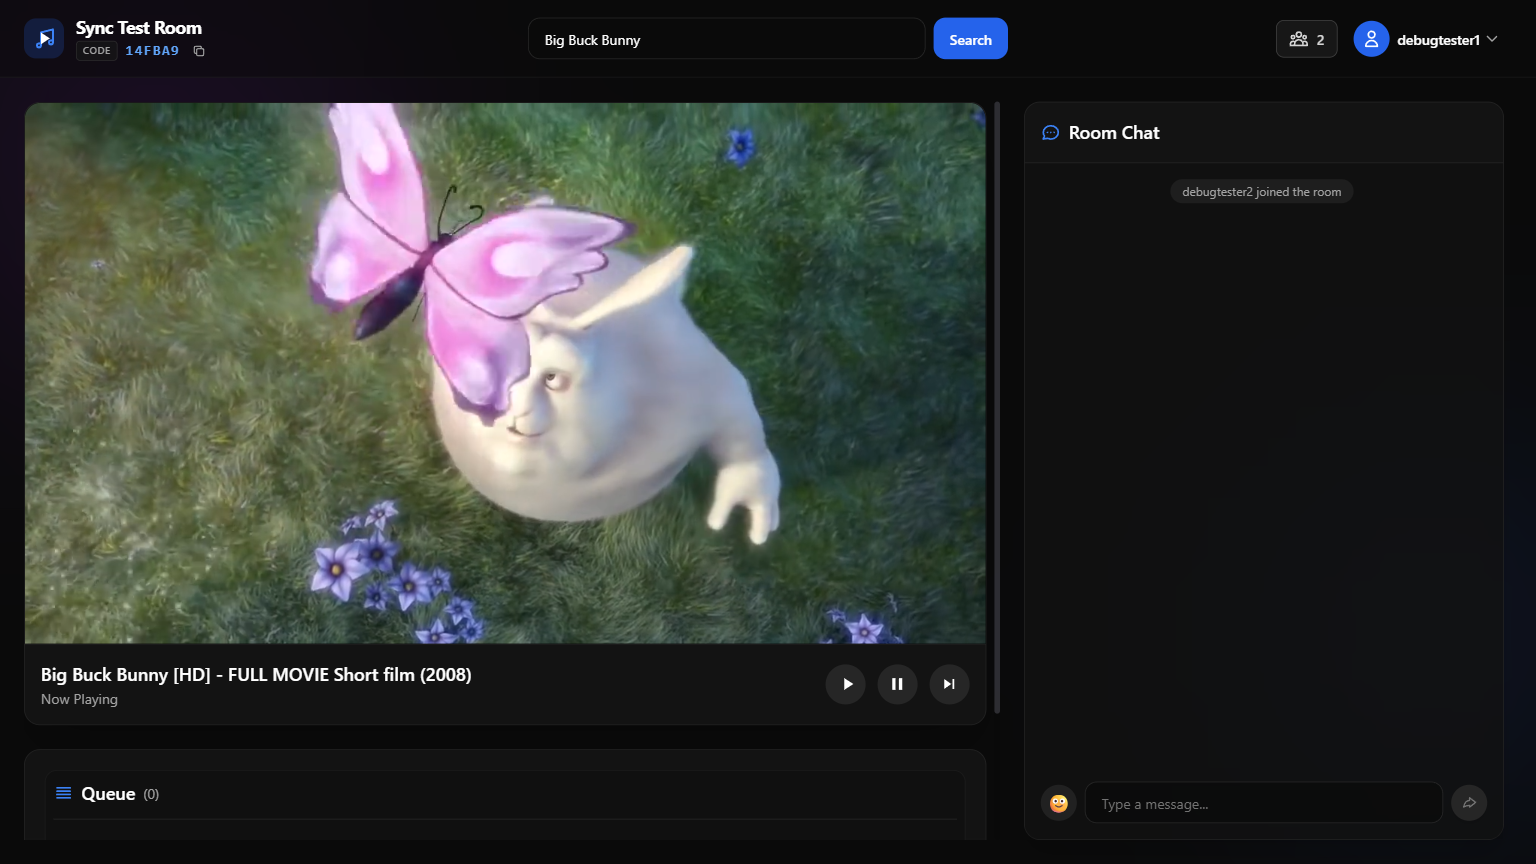 Sync Test Room
CODE 14FBA9
Big Buck Bunny
Search
2
debugtester1
Big Buck Bunny [HD] - FULL MOVIE Short film (2008)
Now Playing
Queue (0)
Room Chat
debugtester2 joined the room
Type a message...